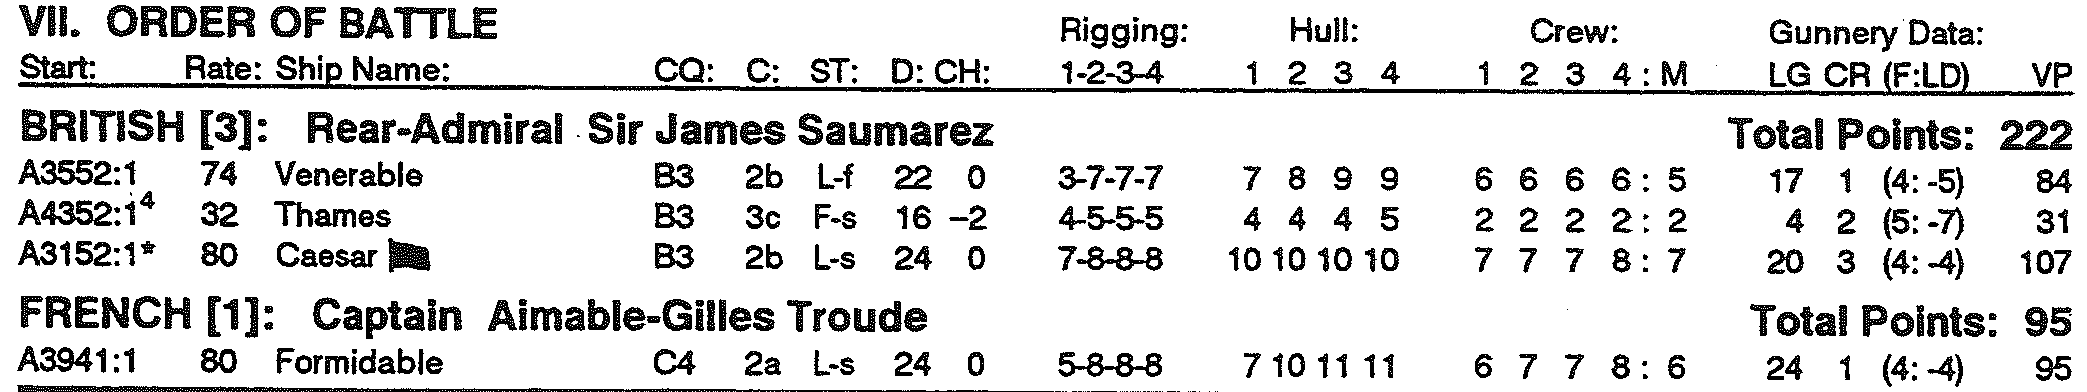 VII. ORDER OF BATTLE Rigging: Hull: Crew: Gunnery Data:
Start: Rate: Ship Name: CQ: C: ST: D: CH: 1-2-3-4 1 2 3 4 1 2 3 4 : M LG CR (F:LD) VP
BRITISH [3]: Rear-Admiral Sir James Saumarez Total Points: 222
A3552:1 74 Venerable B3 2b L-f 22 0 3-7-7-7 7 8 9 9 6 6 6 6 : 5 17 1 (4: -5) 84
A4352:1⁴ 32 Thames B3 3c F-s 16 –2 4-5-5-5 4 4 4 5 2 2 2 2 : 2 4 2 (5: -7) 31
A3152:1* 80 Caesar B3 2b L-s 24 0 7-8-8-8 10 10 10 10 7 7 7 8 : 7 20 3 (4: -4) 107
FRENCH [1]: Captain Aimable-Gilles Troude Total Points: 95
A3941:1 80 Formidable C4 2a L-s 24 0 5-8-8-8 7 10 11 11 6 7 7 8 : 6 24 1 (4: -4) 95